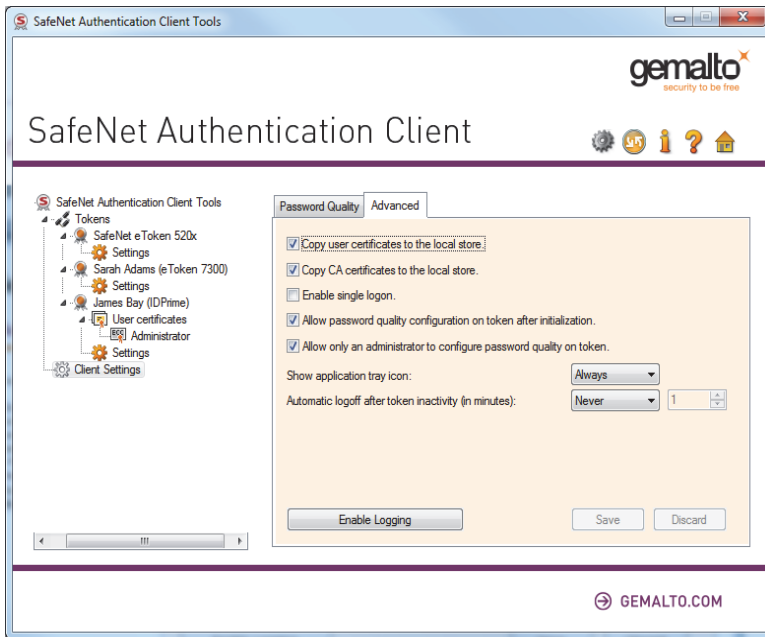 SafeNet Authentication Client Tools
gemalto
security to be free
SafeNet Authentication Client
SafeNet Authentication Client Tools
Tokens
SafeNet eToken 520x
Settings
Sarah Adams (eToken 7300)
Settings
James Bay (IDPrime)
User certificates
ECC
Administrator
Settings
Client Settings
Password Quality Advanced
Copy user certificates to the local store.
Copy CA certificates to the local store.
Enable single logon.
Allow password quality configuration on token after initialization.
Allow only an administrator to configure password quality on token.
Show application tray icon: Always
Automatic logoff after token inactivity (in minutes): Never 1
Enable Logging Save Discard
GEMALTO.COM